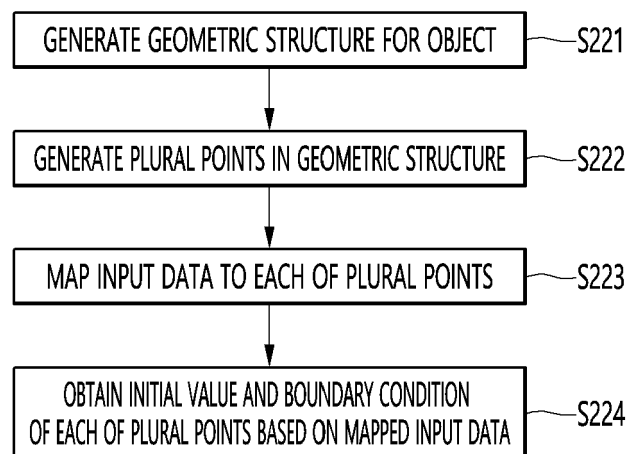 GENERATE GEOMETRIC STRUCTURE FOR OBJECT
S221
GENERATE PLURAL POINTS IN GEOMETRIC STRUCTURE
S222
MAP INPUT DATA TO EACH OF PLURAL POINTS
S223
OBTAIN INITIAL VALUE AND BOUNDARY CONDITION
OF EACH OF PLURAL POINTS BASED ON MAPPED INPUT DATA
S224